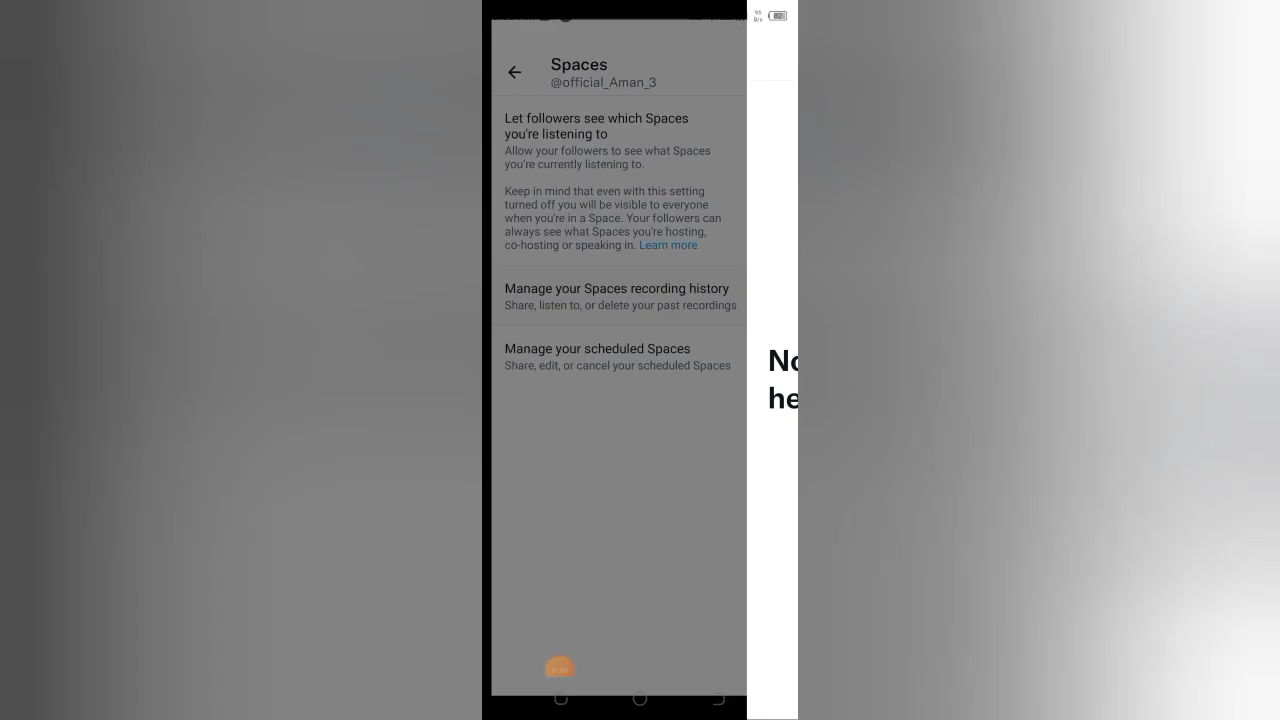 95
B/s
82
Spaces
@official_Aman_3
Let followers see which Spaces
you're listening to
Allow your followers to see what Spaces
you're currently listening to.
Keep in mind that even with this setting
turned off you will be visible to everyone
when you're in a Space. Your followers can
always see what Spaces you're hosting,
co-hosting or speaking in. Learn more
Manage your Spaces recording history
Share, listen to, or delete your past recordings
Manage your scheduled Spaces
Share, edit, or cancel your scheduled Spaces
No
he